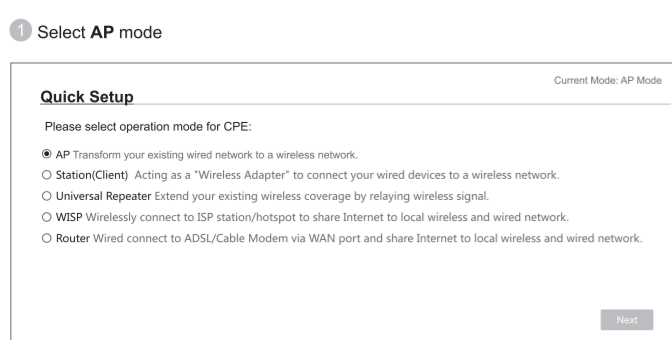 1 Select AP mode
Current Mode: AP Mode
Quick Setup
Please select operation mode for CPE:
AP Transform your existing wired network to a wireless network.
Station(Client) Acting as a "Wireless Adapter" to connect your wired devices to a wireless network.
Universal Repeater Extend your existing wireless coverage by relaying wireless signal.
WISP Wirelessly connect to ISP station/hotspot to share Internet to local wireless and wired network.
Router Wired connect to ADSL/Cable Modem via WAN port and share Internet to local wireless and wired network.
Next